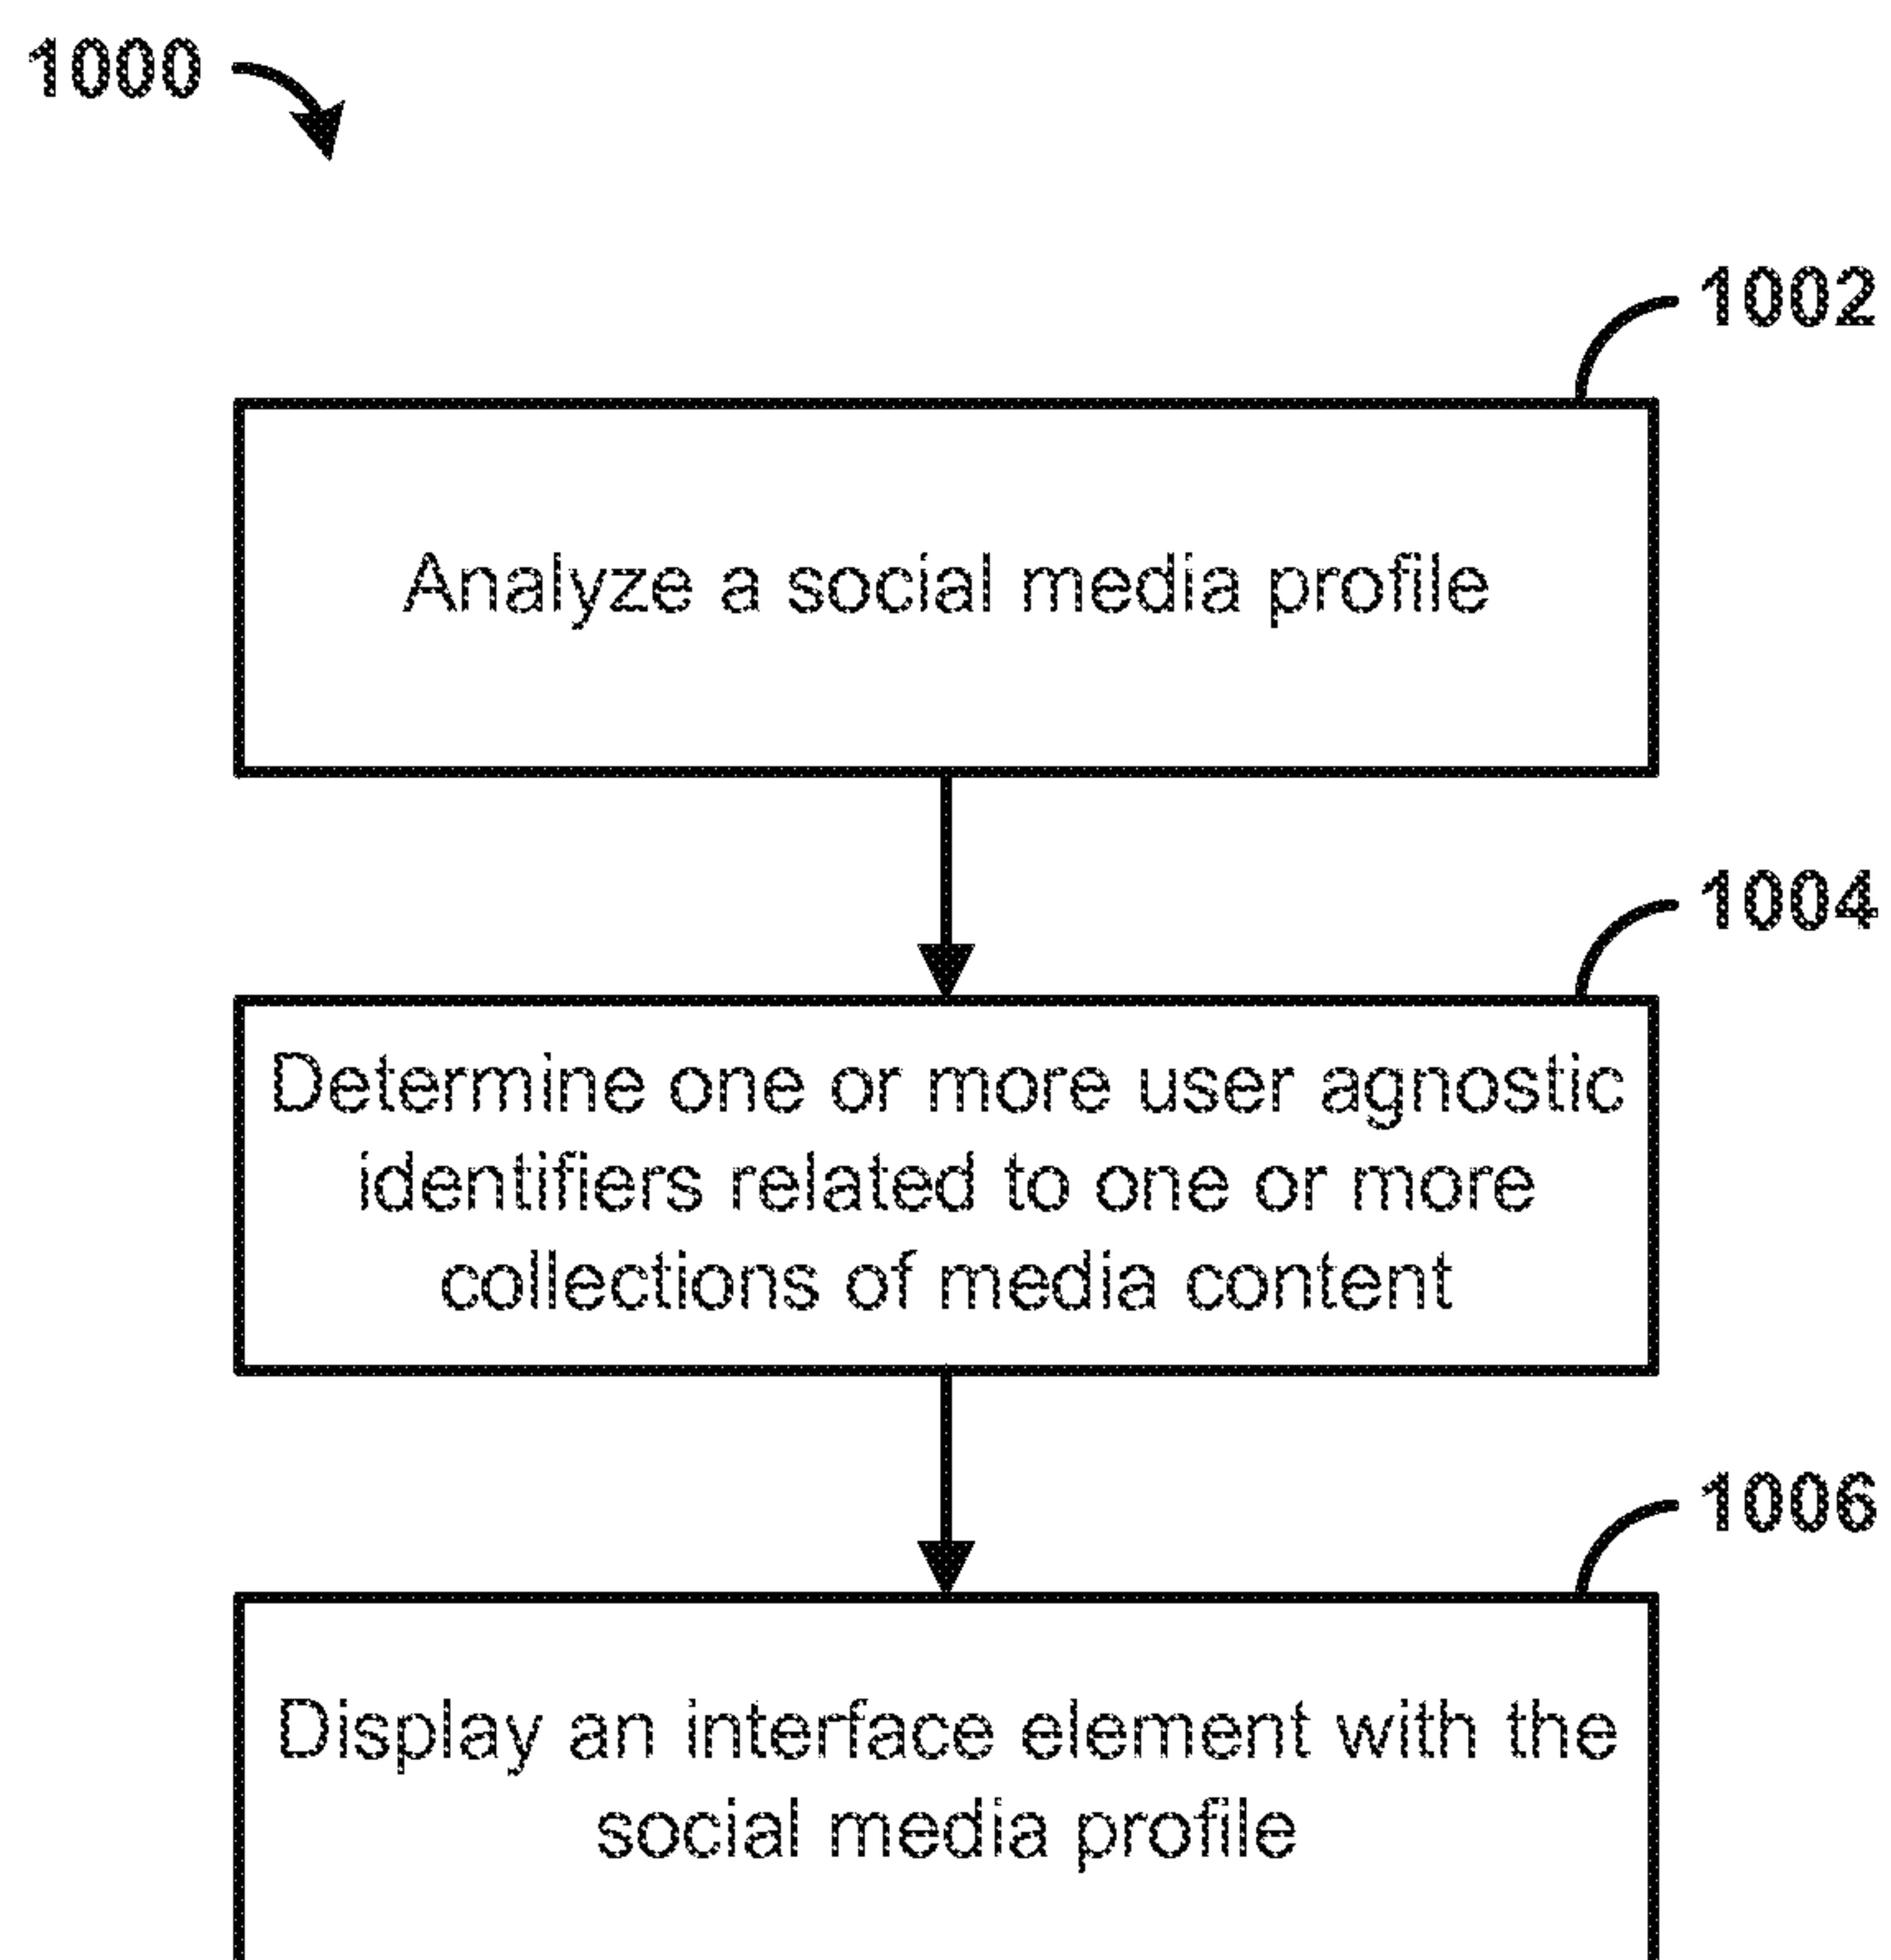 1000
1002
Analyze a social media profile
1004
Determine one or more user agnostic
identifiers related to one or more
collections of media content
1006
Display an interface element with the
social media profile